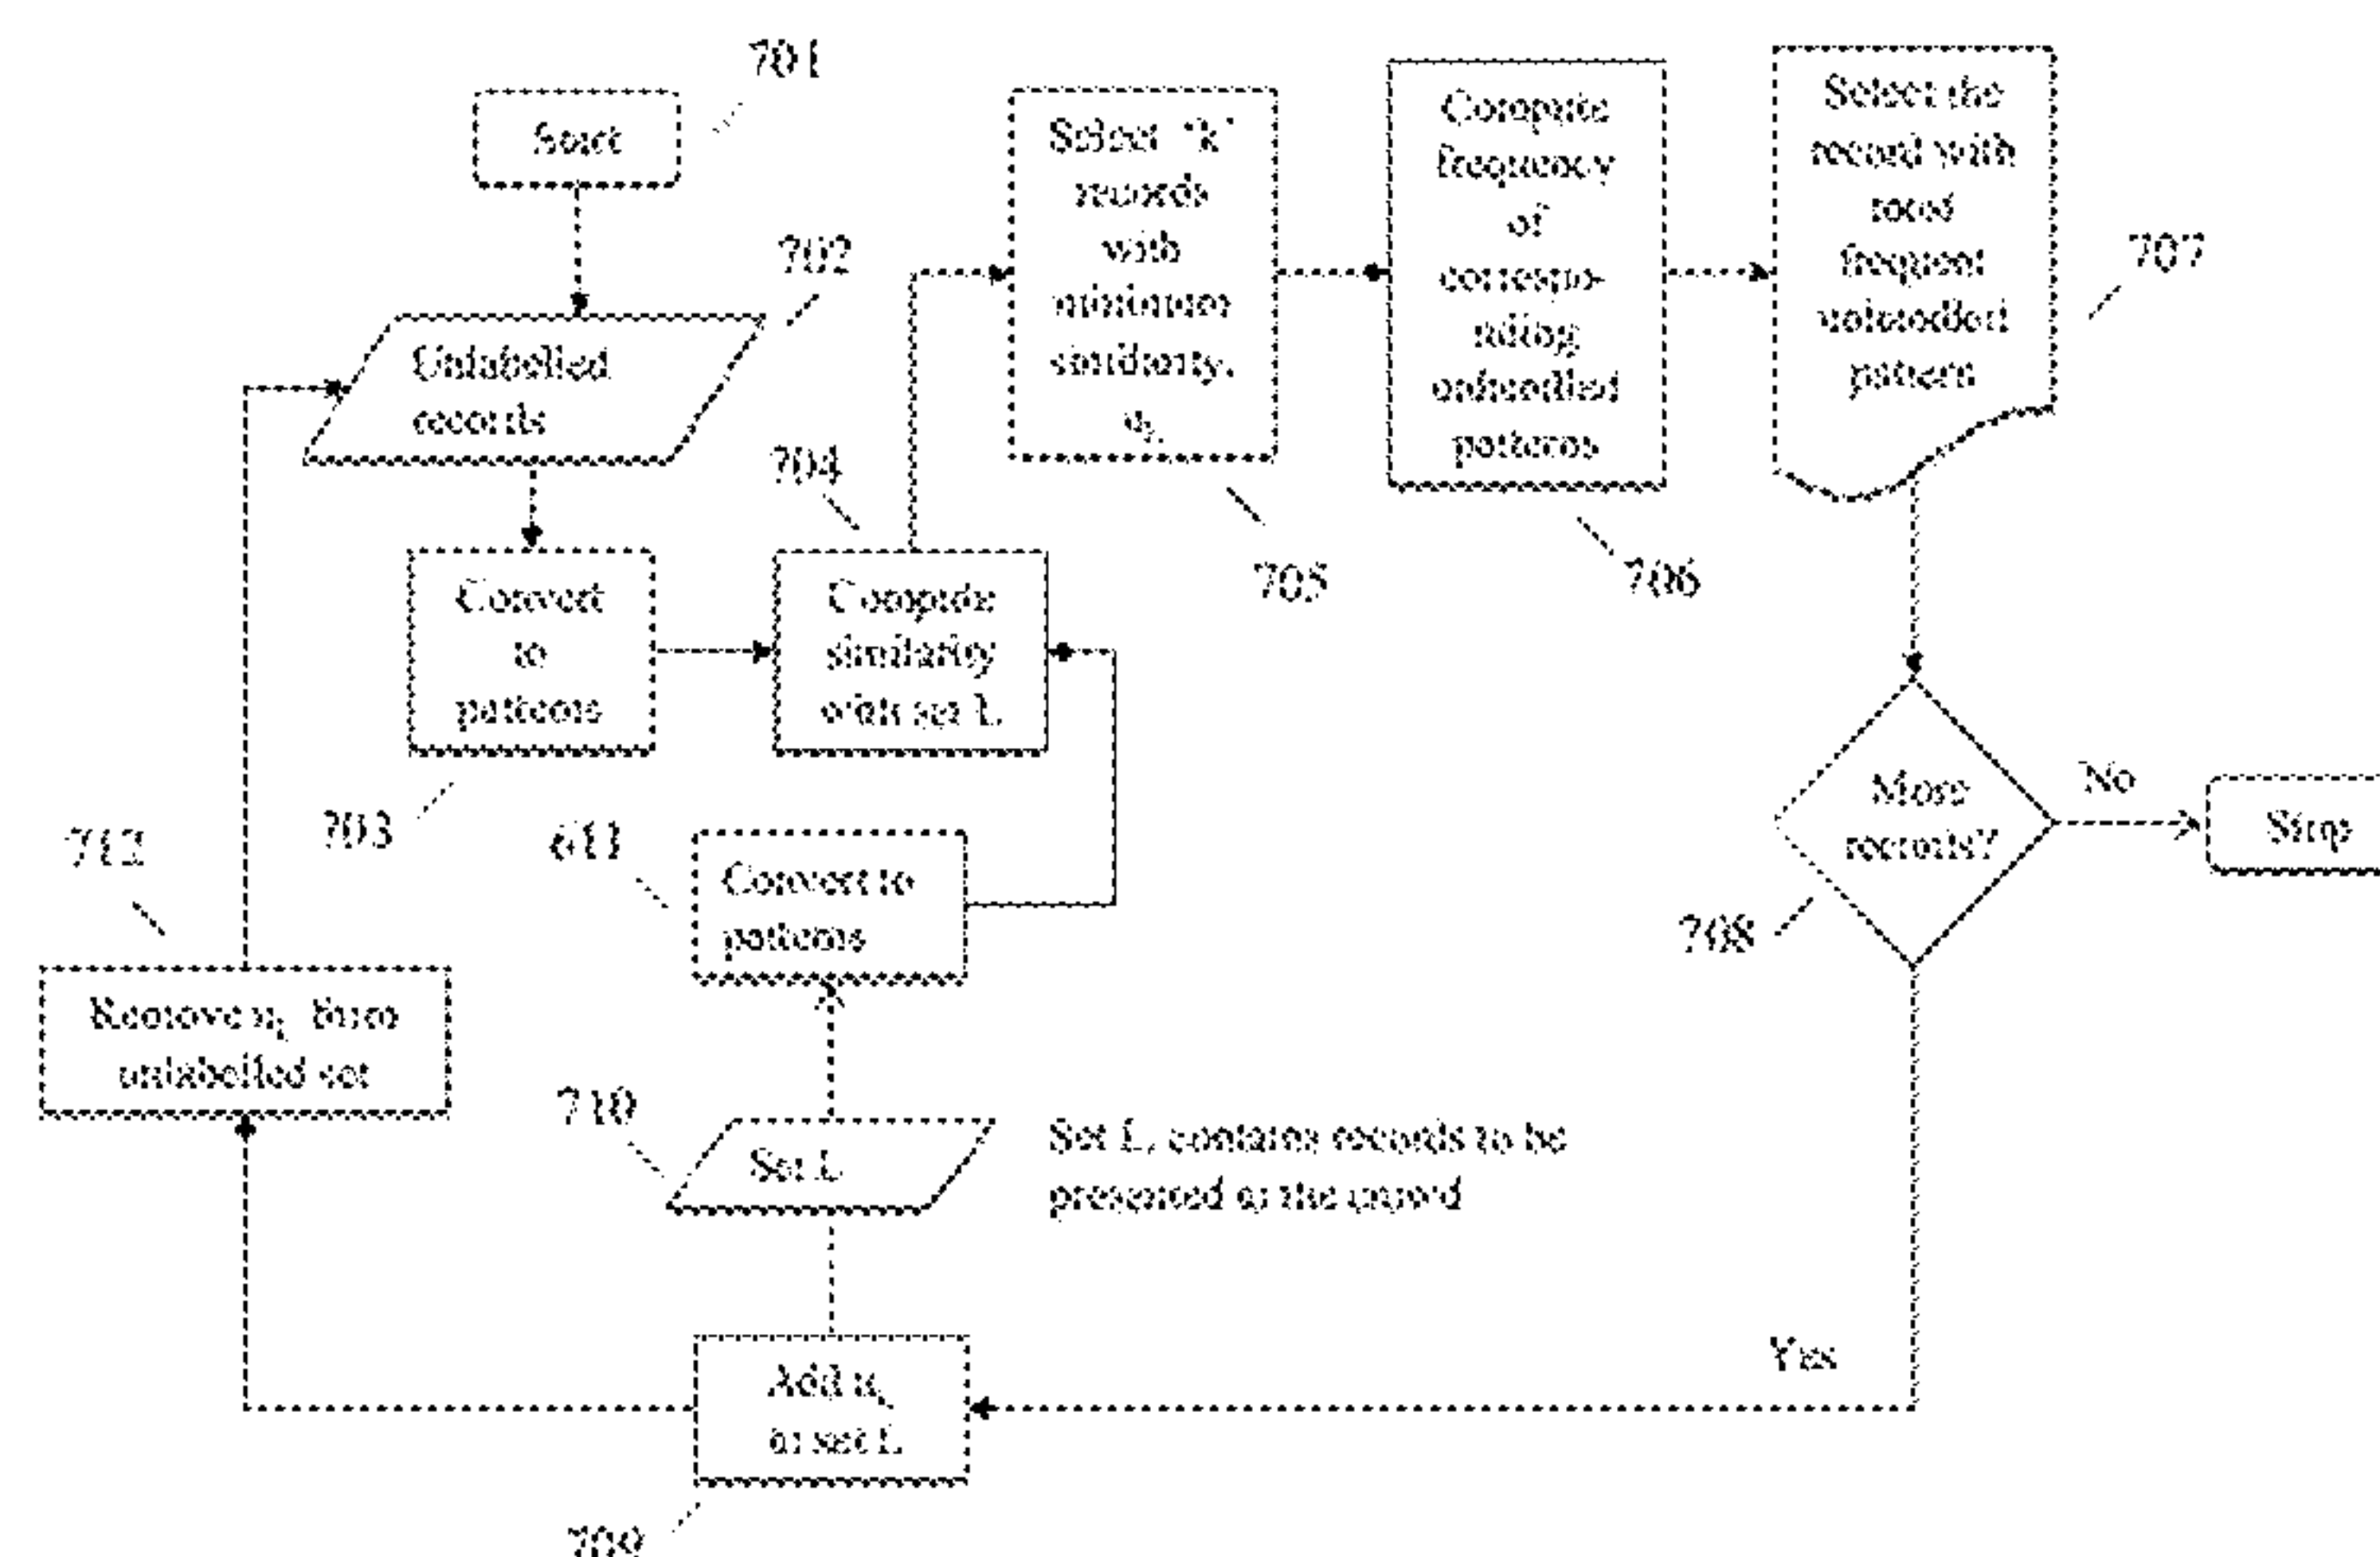 701
Start
702
Unlabelled
records
Convert
to
patterns
703
704
Compute
similarity
with set L
Select 'k'
records
with
minimum
similarity,
705
Compute
frequency
of
correspo-
nding
unhandled
patterns
706
Select the
record with
most
frequent
unhandled
pattern
707
More
records?
708
No
Stop
Yes
611
Convert to
patterns
712
Remove from
unlabelled set
710
Set L
Set L contains records to be
presented to the crowd
Add
to set L
709